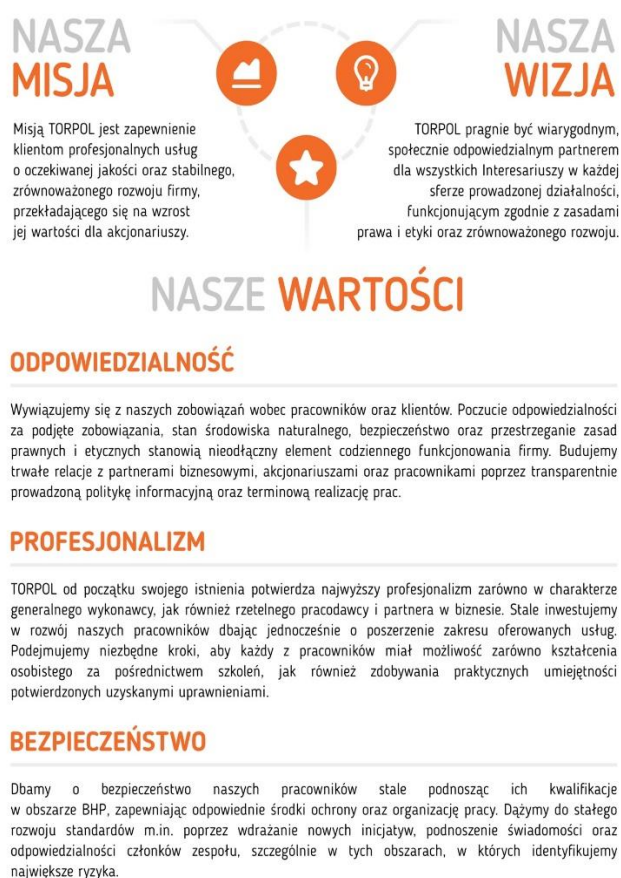 NASZA
MISJA
Misją TORPOL jest zapewnienie
klientom profesjonalnych usług
o oczekiwanej jakości oraz stabilnego,
zrównoważonego rozwoju firmy,
przekładającego się na wzrost
jej wartości dla akcjonariuszy.
NASZA
WIZJA
TORPOL pragnie być wiarygodnym,
społecznie odpowiedzialnym partnerem
dla wszystkich Interesariuszy w każdej
sferze prowadzonej działalności,
funkcjonującym zgodnie z zasadami
prawa i etyki oraz zrównoważonego rozwoju.
NASZE WARTOŚCI
ODPOWIEDZIALNOŚĆ
Wywiązujemy się z naszych zobowiązań wobec pracowników oraz klientów. Poczucie odpowiedzialności
za podjęte zobowiązania, stan środowiska naturalnego, bezpieczeństwo oraz przestrzeganie zasad
prawnych i etycznych stanowią nieodłączny element codziennego funkcjonowania firmy. Budujemy
trwałe relacje z partnerami biznesowymi, akcjonariuszami oraz pracownikami poprzez transparentnie
prowadzoną politykę informacyjną oraz terminową realizację prac.
PROFESJONALIZM
TORPOL od początku swojego istnienia potwierdza najwyższy profesjonalizm zarówno w charakterze
generalnego wykonawcy, jak również rzetelnego pracodawcy i partnera w biznesie. Stale inwestujemy
w rozwój naszych pracowników dbając jednocześnie o poszerzenie zakresu oferowanych usług.
Podejmujemy niezbędne kroki, aby każdy z pracowników miał możliwość zarówno kształcenia
osobistego za pośrednictwem szkoleń, jak również zdobywania praktycznych umiejętności
potwierdzonych uzyskanymi uprawnieniami.
BEZPIECZEŃSTWO
Dbamy o bezpieczeństwo naszych pracowników stale podnosząc ich kwalifikacje
w obszarze BHP, zapewniając odpowiednie środki ochrony oraz organizację pracy. Dążymy do stałego
rozwoju standardów m.in. poprzez wdrażanie nowych inicjatyw, podnoszenie świadomości oraz
odpowiedzialności członków zespołu, szczególnie w tych obszarach, w których identyfikujemy
największe ryzyka.